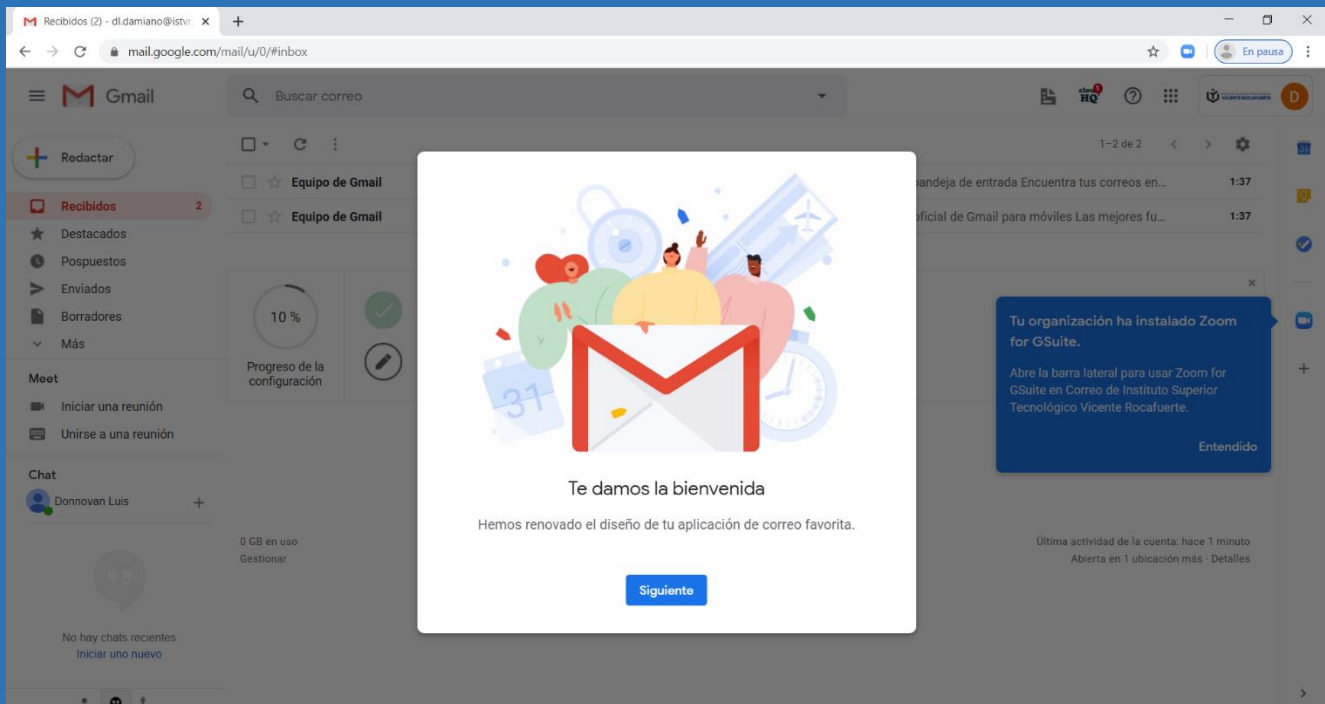 Recibidos (2) - dl.damiano@istvr
mail.google.com/mail/u/0/#inbox
En pausa
Gmail
Buscar correo
HQ
1
D
Redactar
1–2 de 2
31
Recibidos 2
Equipo de Gmail
bandeja de entrada Encuentra tus correos en...
1:37
Equipo de Gmail
oficial de Gmail para móviles Las mejores fu...
1:37
Destacados
Pospuestos
Enviados
Borradores
Más
10 %
Progreso de la
configuración
31
Tu organización ha instalado Zoom
for GSuite.
Abre la barra lateral para usar Zoom for
GSuite en Correo de Instituto Superior
Tecnológico Vicente Rocafuerte.
Entendido
Meet
Iniciar una reunión
Unirse a una reunión
Chat
Donnovan Luis
Te damos la bienvenida
Hemos renovado el diseño de tu aplicación de correo favorita.
Siguiente
0 GB en uso
Gestionar
Última actividad de la cuenta: hace 1 minuto
Abierta en 1 ubicación más · Detalles
No hay chats recientes
Iniciar uno nuevo